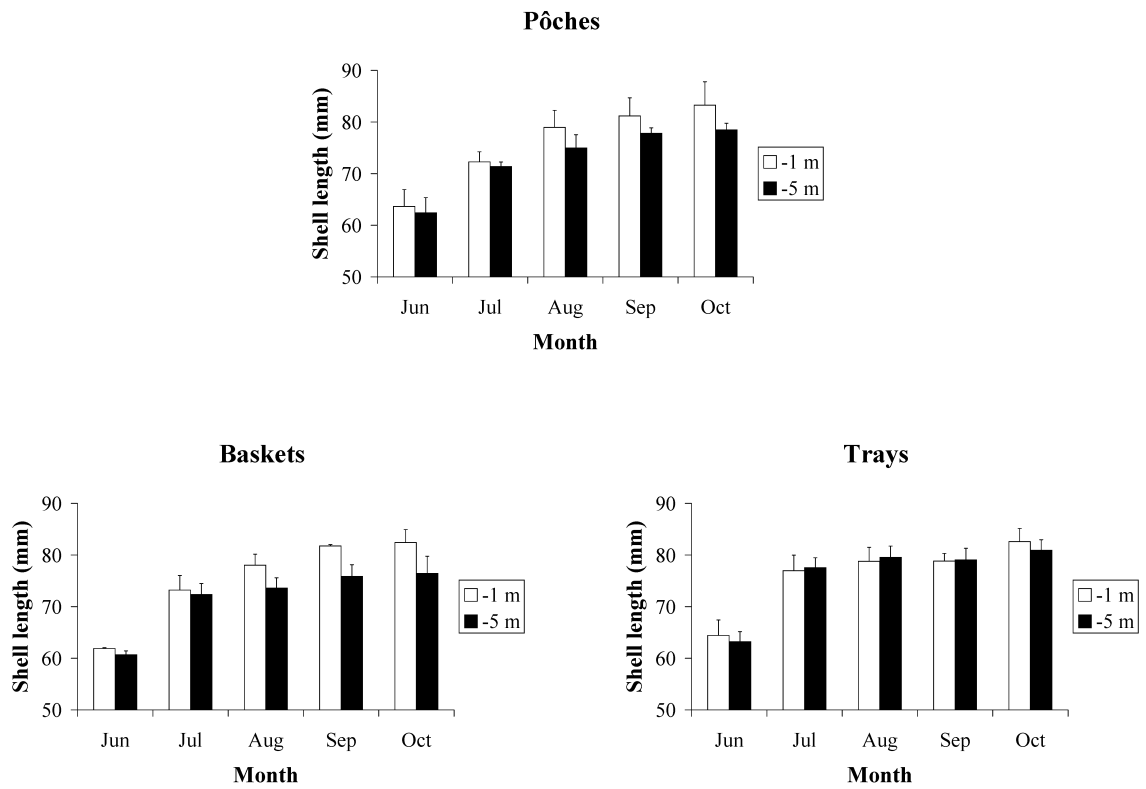 Pôches
90
80
70
60
50
Shell length (mm)
Jun Jul Aug Sep Oct
Month
-1 m
-5 m
Baskets
90
80
70
60
50
Shell length (mm)
Jun Jul Aug Sep Oct
Month
-1 m
-5 m
Trays
90
80
70
60
50
Shell length (mm)
Jun Jul Aug Sep Oct
Month
-1 m
-5 m